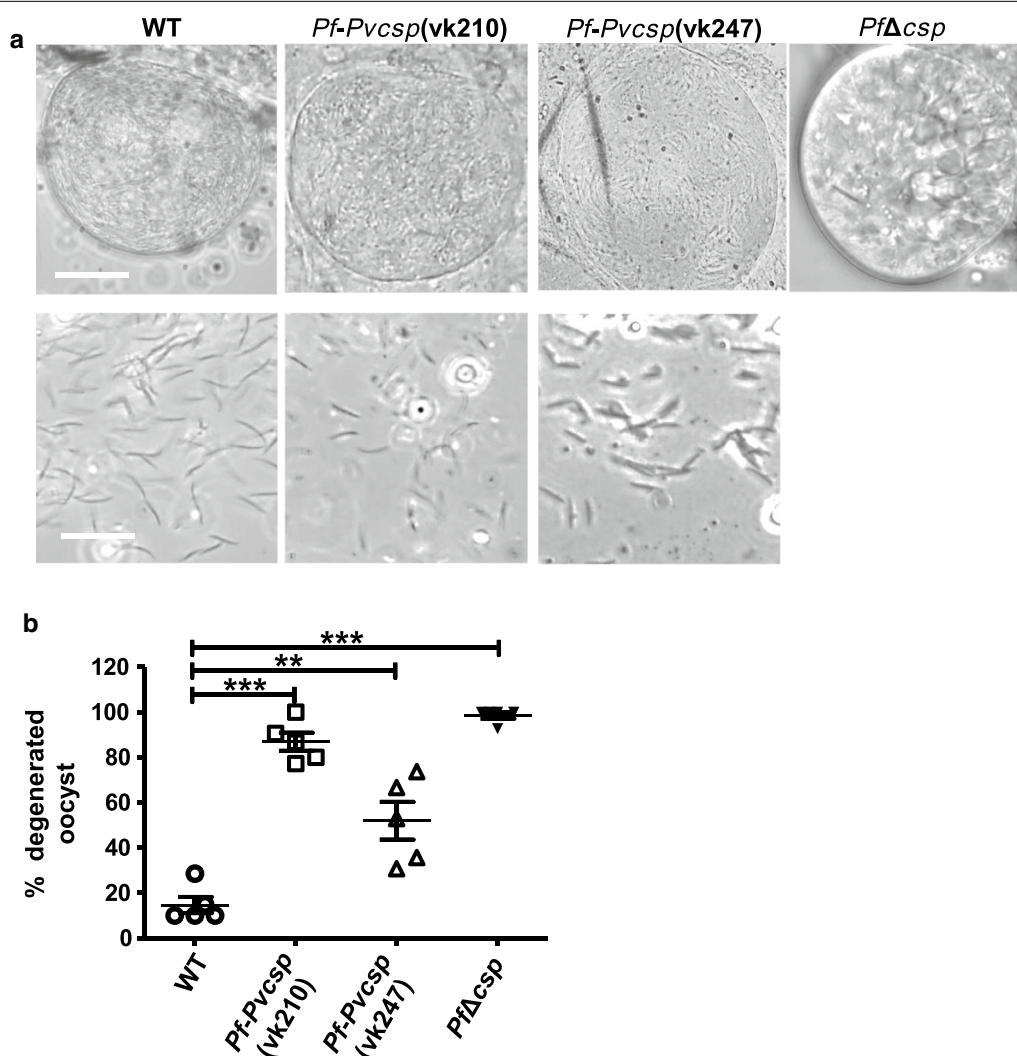 a
WT
Pf-Pvcsp(vk210)
Pf-Pvcsp(vk247)
PfΔcsp
b
***
**
***
120
100
80
60
40
20
0
% degenerated
oocyst
WT
Pf-Pvcsp
(vk210)
Pf-Pvcsp
(vk247)
PfΔcsp